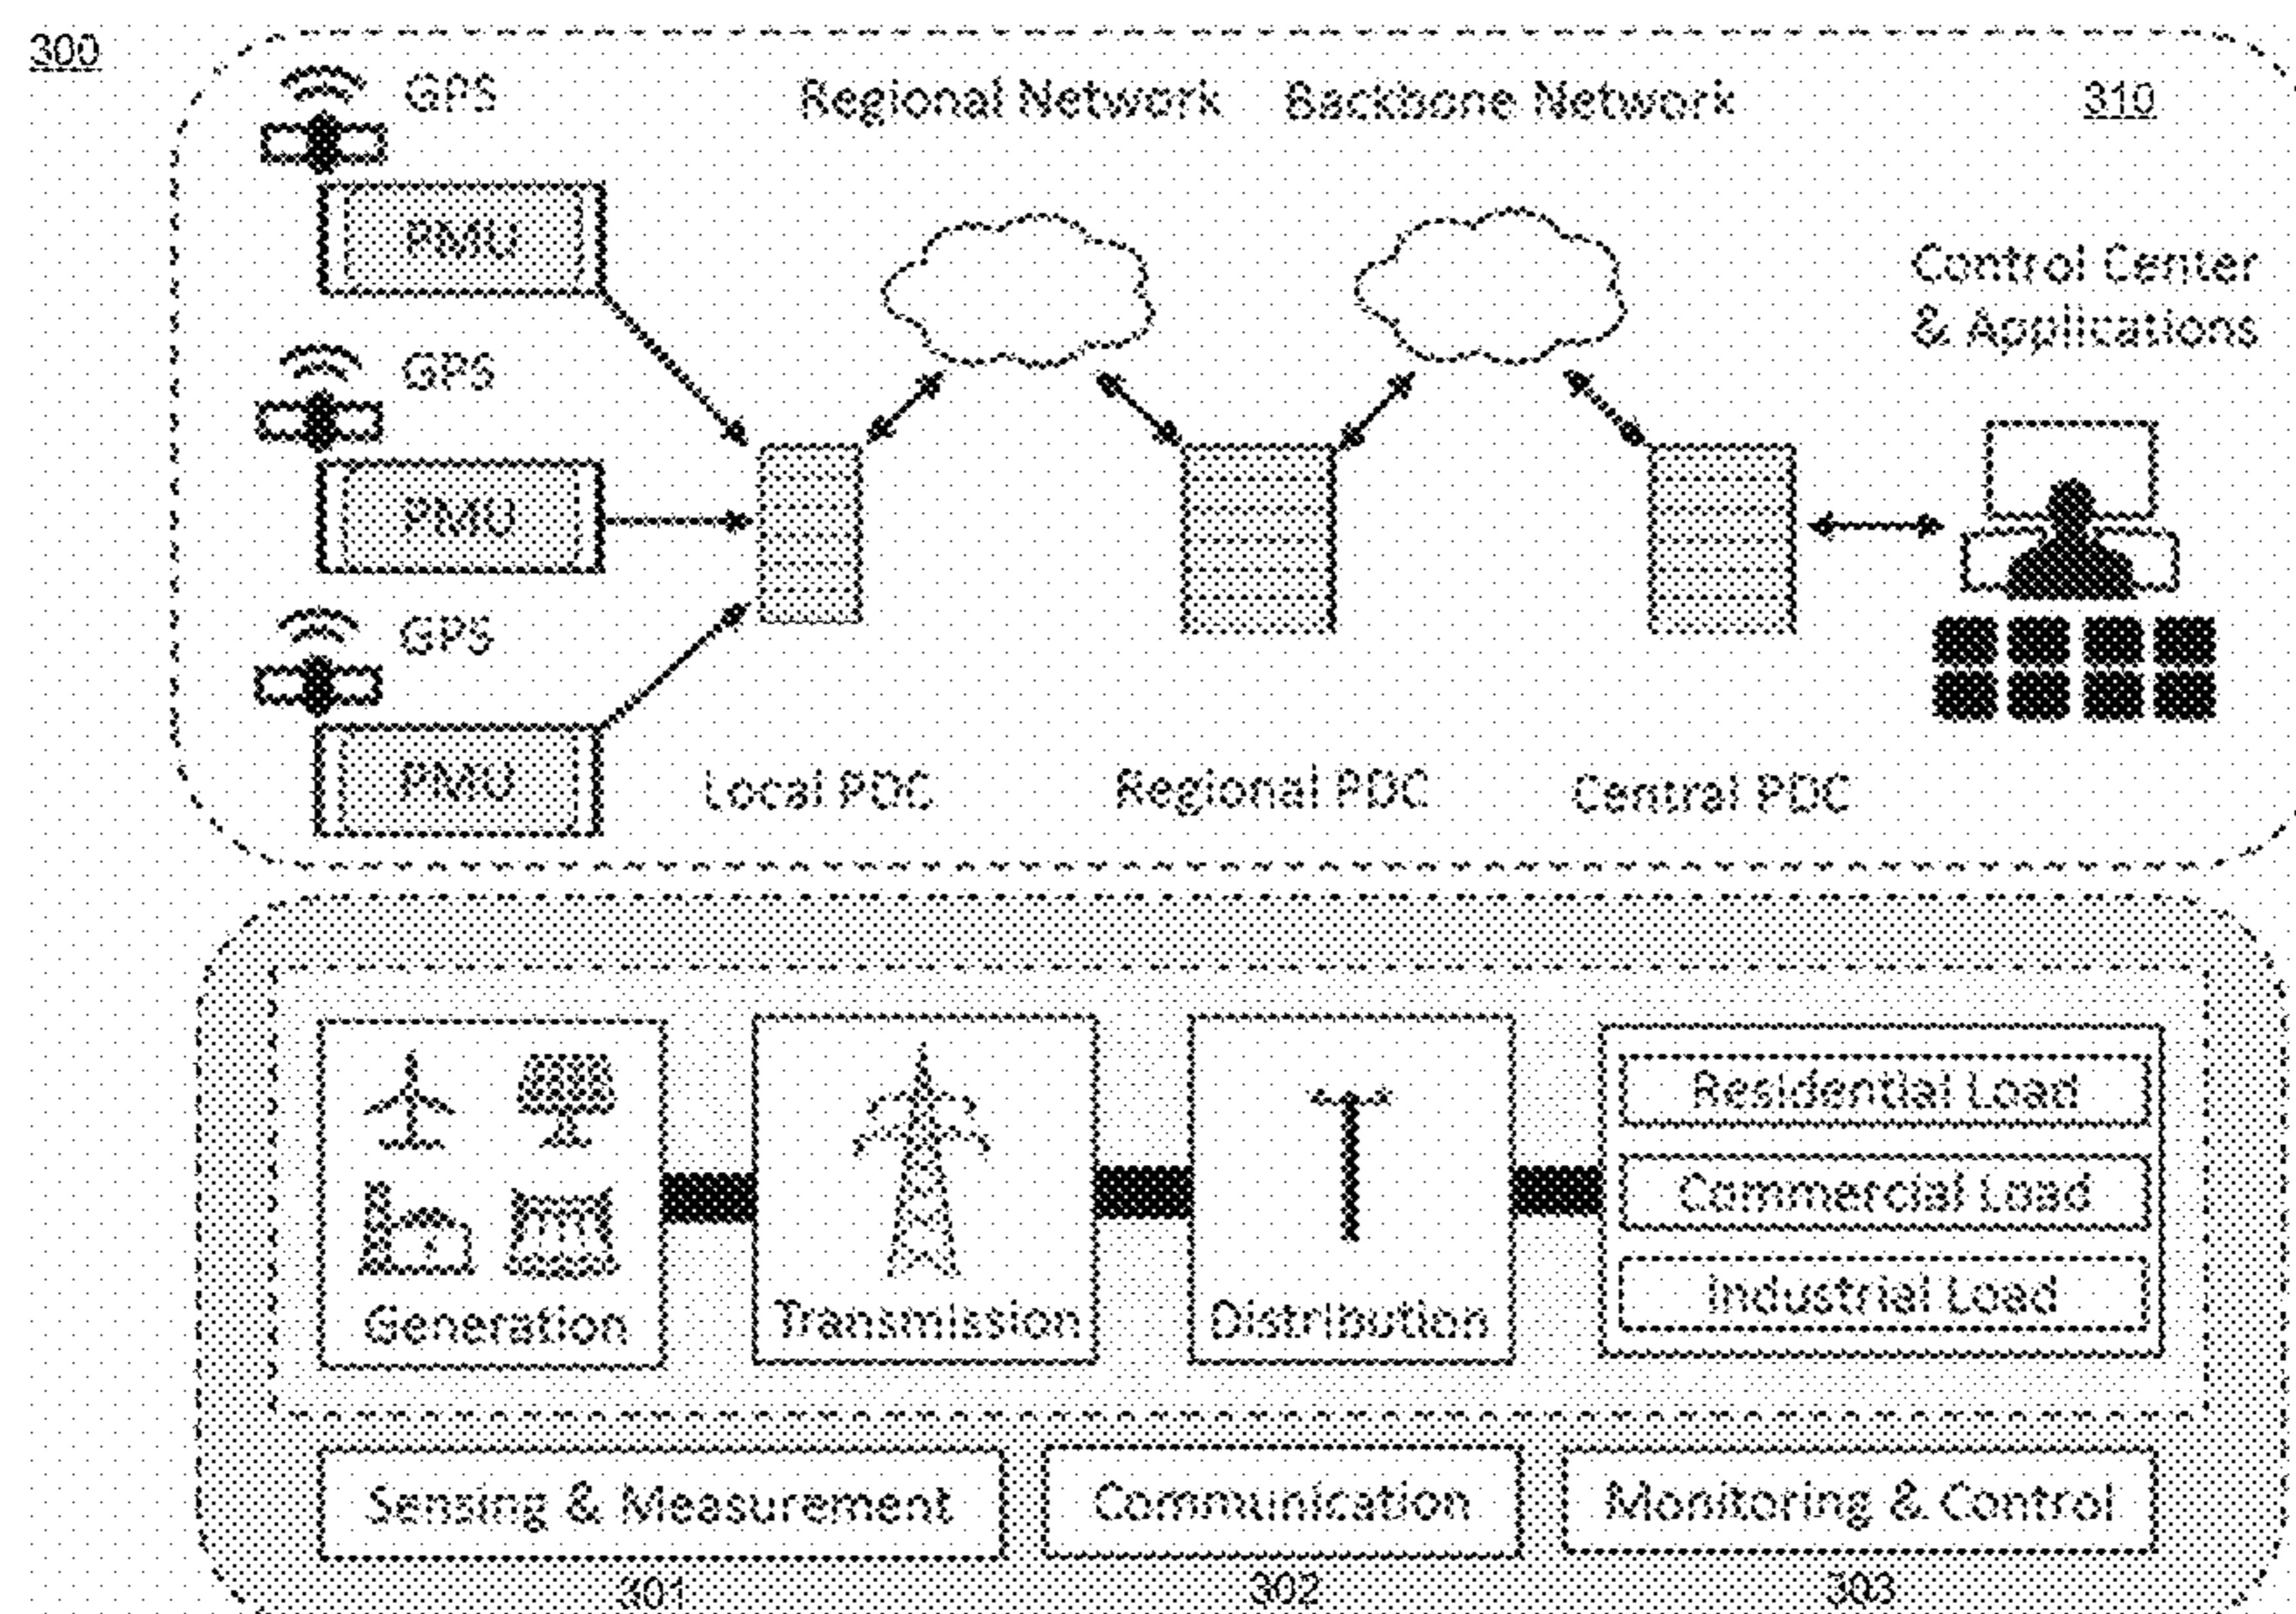 300
GPS
Regional Network
Backbone Network
310
PMU
Control Center
& Applications
GPS
PMU
GPS
PMU
Local PDC
Regional PDC
Central PDC
Residential Load
Commercial Load
Industrial Load
Generation
Transmission
Distribution
Sensing & Measurement
Communication
Monitoring & Control
301
302
303